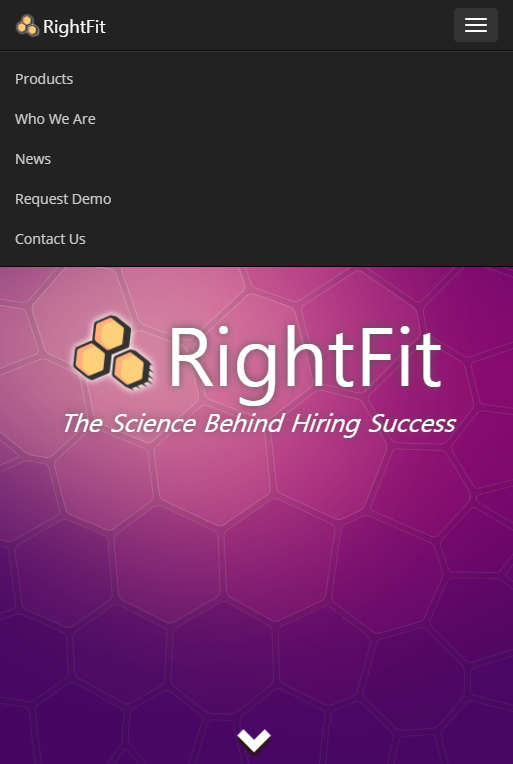 RightFit
Products
Who We Are
News
Request Demo
Contact Us
RightFit
The Science Behind Hiring Success